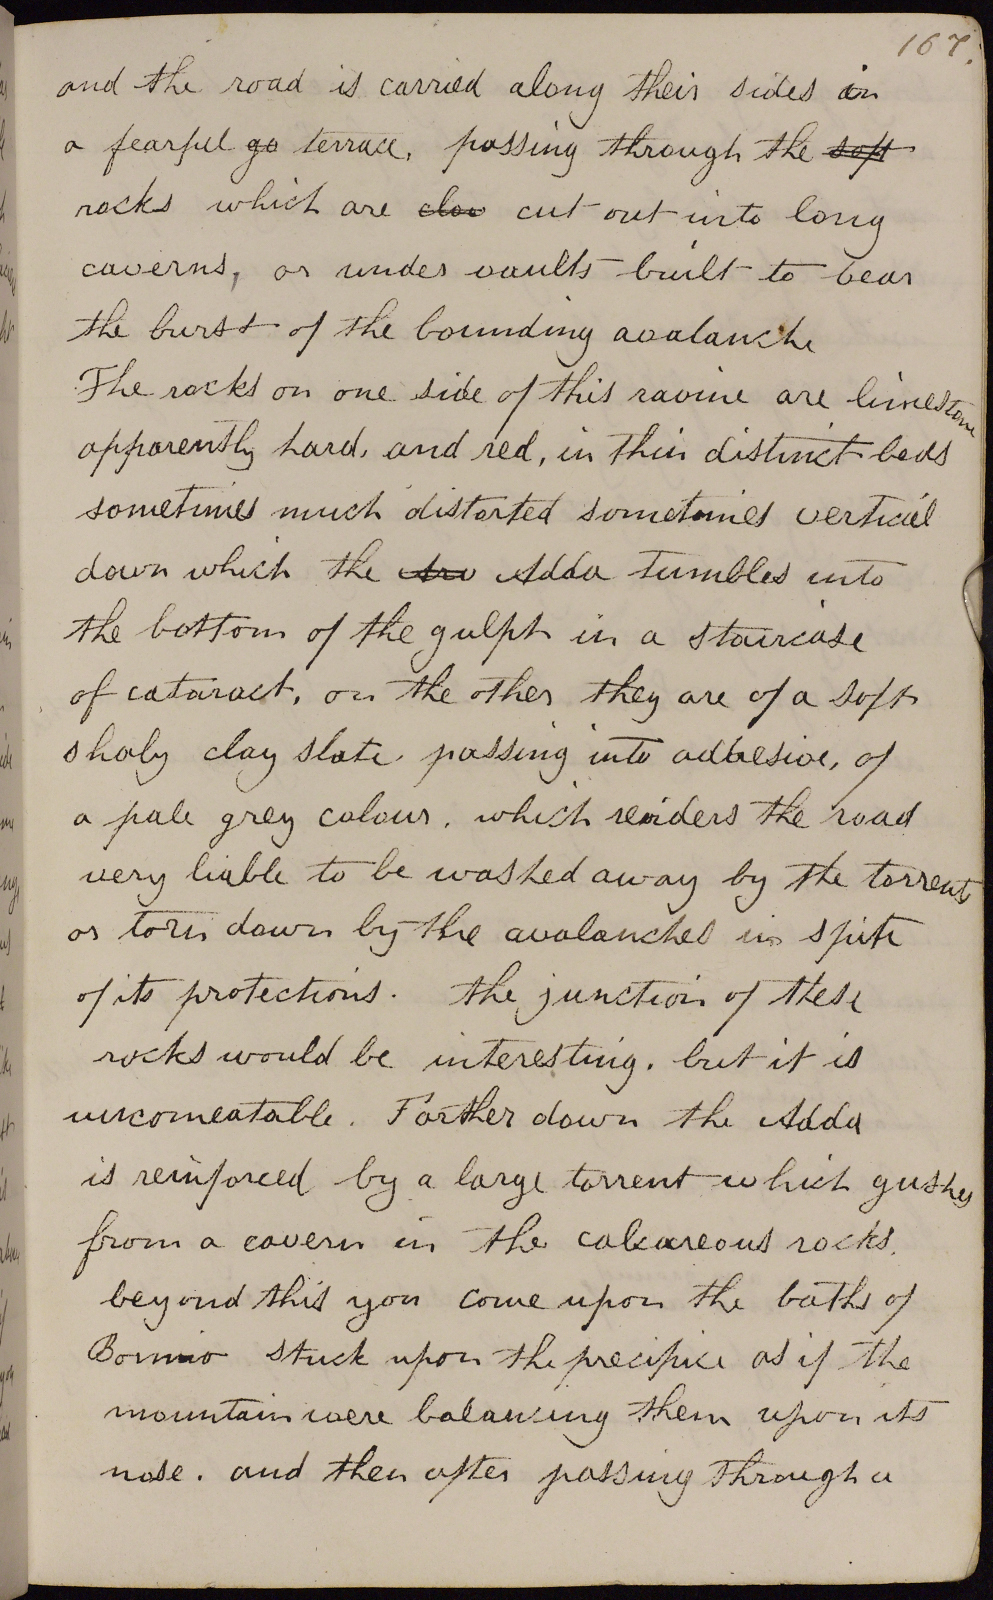 167.
and the road is carried along their sides in
a fearful go terrace, passing through the soft
rocks which are clov cut out into long
caverns, or under vaults built to bear
the burst of the bounding avalanche
The rocks on one side of this ravine are limestone
apparently hard, and red, in thin distinct beds
sometimes much distorted sometimes vertical
down which the Arv Adda tumbles into
the bottom of the gulph in a staircase
of cataract, on the other they are of a soft
shaly clay slate. passing into adhesive, of
a pale grey colour. which renders the road
very liable to be washed away by the torrents
or torn down by the avalanches in spite
of its protections. the junction of these
rocks would be interesting. but it is
uncomeatable. Farther down the Adda
is reinforced by a large torrent which gushes
from a cavern in the calcareous rocks.
beyond this you come upon the baths of
Bormio stuck upon the precipice as if the
mountain were balancing them upon its
nose. and then after passing through a